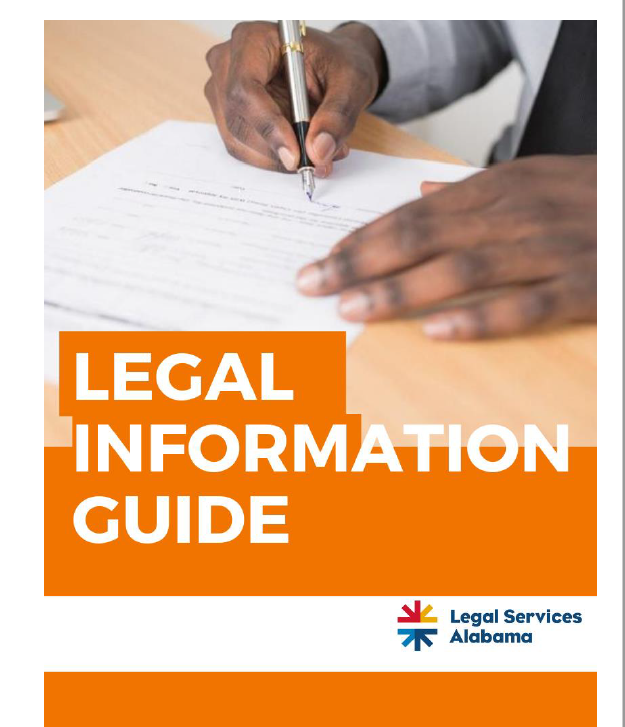 LEGAL
INFORMATION
GUIDE
Legal Services
Alabama